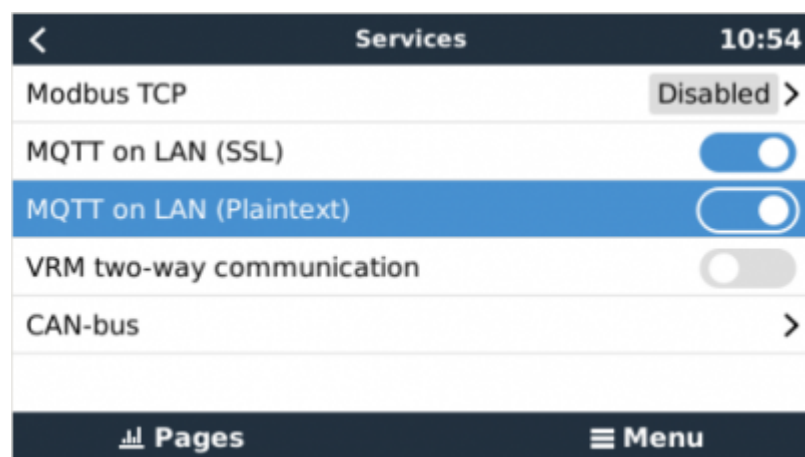 Services 10:54
Modbus TCP Disabled
MQTT on LAN (SSL)
MQTT on LAN (Plaintext)
VRM two-way communication
CAN-bus
Pages Menu